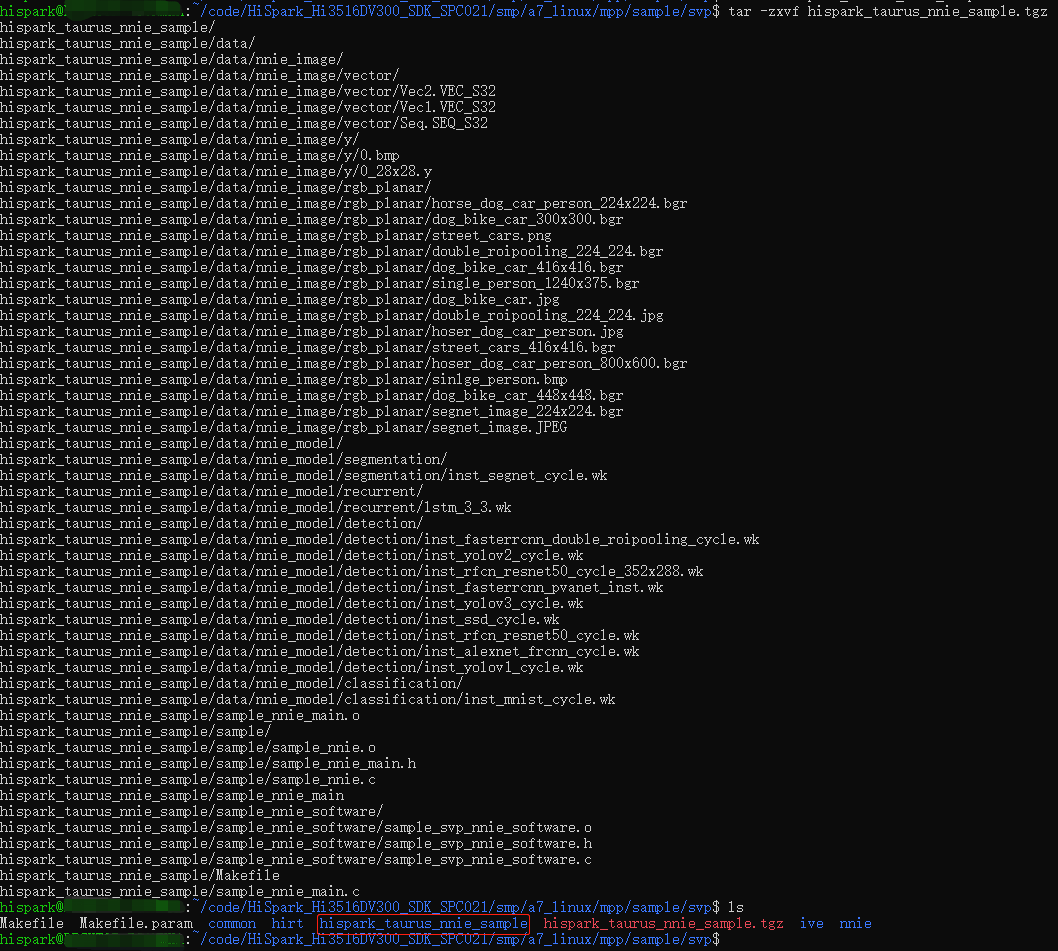 hispark@:~/code/HiSpark_Hi3516DV300_SDK_SPC021/smp/a7_linux/mpp/sample/svp$ tar -zxvf hispark_taurus_nnie_sample.tgz
hispark_taurus_nnie_sample/
hispark_taurus_nnie_sample/data/
hispark_taurus_nnie_sample/data/nnie_image/
hispark_taurus_nnie_sample/data/nnie_image/vector/
hispark_taurus_nnie_sample/data/nnie_image/vector/Vec2.VEC_S32
hispark_taurus_nnie_sample/data/nnie_image/vector/Vec1.VEC_S32
hispark_taurus_nnie_sample/data/nnie_image/vector/Seq.SEQ_S32
hispark_taurus_nnie_sample/data/nnie_image/y/
hispark_taurus_nnie_sample/data/nnie_image/y/0.bmp
hispark_taurus_nnie_sample/data/nnie_image/y/0_28x28.y
hispark_taurus_nnie_sample/data/nnie_image/rgb_planar/
hispark_taurus_nnie_sample/data/nnie_image/rgb_planar/horse_dog_car_person_224x224.bgr
hispark_taurus_nnie_sample/data/nnie_image/rgb_planar/dog_bike_car_300x300.bgr
hispark_taurus_nnie_sample/data/nnie_image/rgb_planar/street_cars.png
hispark_taurus_nnie_sample/data/nnie_image/rgb_planar/double_roipooling_224_224.bgr
hispark_taurus_nnie_sample/data/nnie_image/rgb_planar/dog_bike_car_416x416.bgr
hispark_taurus_nnie_sample/data/nnie_image/rgb_planar/single_person_1240x375.bgr
hispark_taurus_nnie_sample/data/nnie_image/rgb_planar/dog_bike_car.jpg
hispark_taurus_nnie_sample/data/nnie_image/rgb_planar/double_roipooling_224_224.jpg
hispark_taurus_nnie_sample/data/nnie_image/rgb_planar/hoser_dog_car_person.jpg
hispark_taurus_nnie_sample/data/nnie_image/rgb_planar/street_cars_416x416.bgr
hispark_taurus_nnie_sample/data/nnie_image/rgb_planar/hoser_dog_car_person_800x600.bgr
hispark_taurus_nnie_sample/data/nnie_image/rgb_planar/sinlge_person.bmp
hispark_taurus_nnie_sample/data/nnie_image/rgb_planar/dog_bike_car_448x448.bgr
hispark_taurus_nnie_sample/data/nnie_image/rgb_planar/segnet_image_224x224.bgr
hispark_taurus_nnie_sample/data/nnie_image/rgb_planar/segnet_image.JPEG
hispark_taurus_nnie_sample/data/nnie_model/
hispark_taurus_nnie_sample/data/nnie_model/segmentation/
hispark_taurus_nnie_sample/data/nnie_model/segmentation/inst_segnet_cycle.wk
hispark_taurus_nnie_sample/data/nnie_model/recurrent/
hispark_taurus_nnie_sample/data/nnie_model/recurrent/lstm_3_3.wk
hispark_taurus_nnie_sample/data/nnie_model/detection/
hispark_taurus_nnie_sample/data/nnie_model/detection/inst_fasterrcnn_double_roipooling_cycle.wk
hispark_taurus_nnie_sample/data/nnie_model/detection/inst_yolov2_cycle.wk
hispark_taurus_nnie_sample/data/nnie_model/detection/inst_rfcn_resnet50_cycle_352x288.wk
hispark_taurus_nnie_sample/data/nnie_model/detection/inst_fasterrcnn_pvanet_inst.wk
hispark_taurus_nnie_sample/data/nnie_model/detection/inst_yolov3_cycle.wk
hispark_taurus_nnie_sample/data/nnie_model/detection/inst_ssd_cycle.wk
hispark_taurus_nnie_sample/data/nnie_model/detection/inst_rfcn_resnet50_cycle.wk
hispark_taurus_nnie_sample/data/nnie_model/detection/inst_alexnet_frcnn_cycle.wk
hispark_taurus_nnie_sample/data/nnie_model/detection/inst_yolov1_cycle.wk
hispark_taurus_nnie_sample/data/nnie_model/classification/
hispark_taurus_nnie_sample/data/nnie_model/classification/inst_mnist_cycle.wk
hispark_taurus_nnie_sample/sample_nnie_main.o
hispark_taurus_nnie_sample/sample/
hispark_taurus_nnie_sample/sample/sample_nnie.o
hispark_taurus_nnie_sample/sample/sample_nnie_main.h
hispark_taurus_nnie_sample/sample/sample_nnie.c
hispark_taurus_nnie_sample/sample_nnie_main
hispark_taurus_nnie_sample/sample_nnie_software/
hispark_taurus_nnie_sample/sample_nnie_software/sample_svp_nnie_software.o
hispark_taurus_nnie_sample/sample_nnie_software/sample_svp_nnie_software.h
hispark_taurus_nnie_sample/sample_nnie_software/sample_svp_nnie_software.c
hispark_taurus_nnie_sample/Makefile
hispark_taurus_nnie_sample/sample_nnie_main.c
hispark@:~/code/HiSpark_Hi3516DV300_SDK_SPC021/smp/a7_linux/mpp/sample/svp$ ls
Makefile Makefile.param common hirt hispark_taurus_nnie_sample hispark_taurus_nnie_sample.tgz ive nnie
hispark@:~/code/HiSpark_Hi3516DV300_SDK_SPC021/smp/a7_linux/mpp/sample/svp$